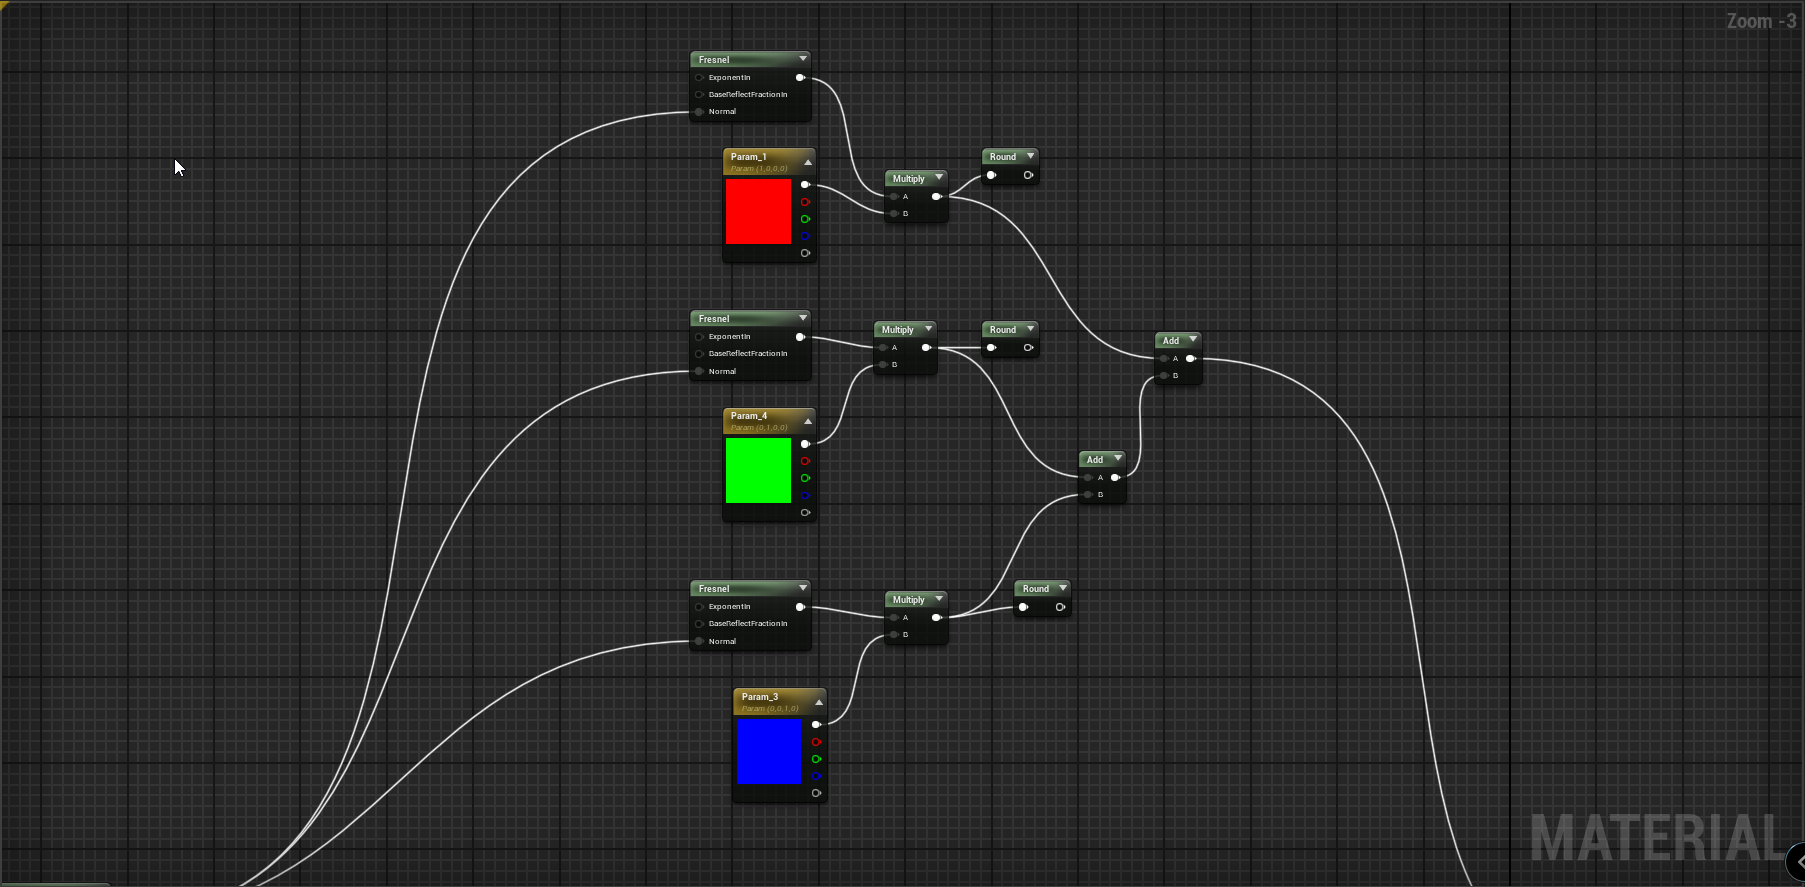 Zoom -3
Fresnel
ExponentIn
BaseReflectFractionIn
Normal
Param_1
Param (1,0,0,0)
Multiply
A
B
Round
Fresnel
ExponentIn
BaseReflectFractionIn
Normal
Multiply
A
B
Round
Add
A
B
Param_4
Param (0,1,0,0)
Add
A
B
Fresnel
ExponentIn
BaseReflectFractionIn
Normal
Multiply
A
B
Round
Param_3
Param (0,0,1,0)
MATERIAL